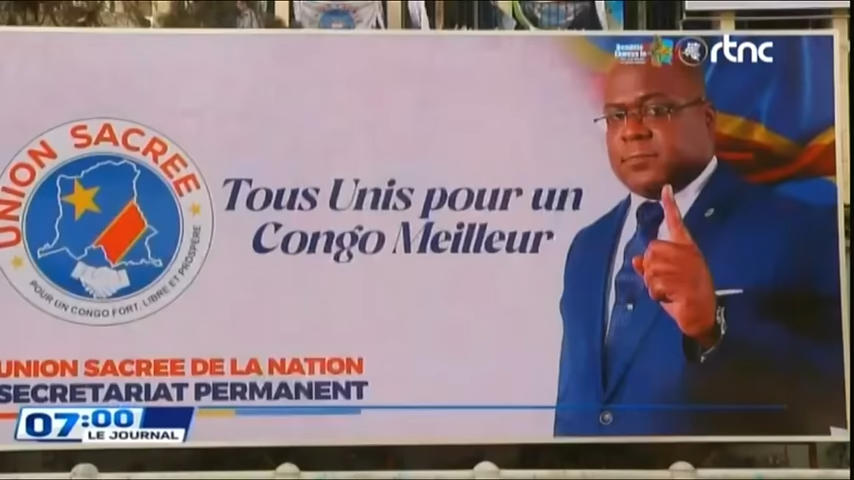 rtnc
UNION SACREE
POUR UN CONGO FORT, LIBRE ET PROSPERE
Tous Unis pour un
Congo Meilleur
UNION SACREE DE LA NATION
SECRETARIAT PERMANENT
07:00
LE JOURNAL